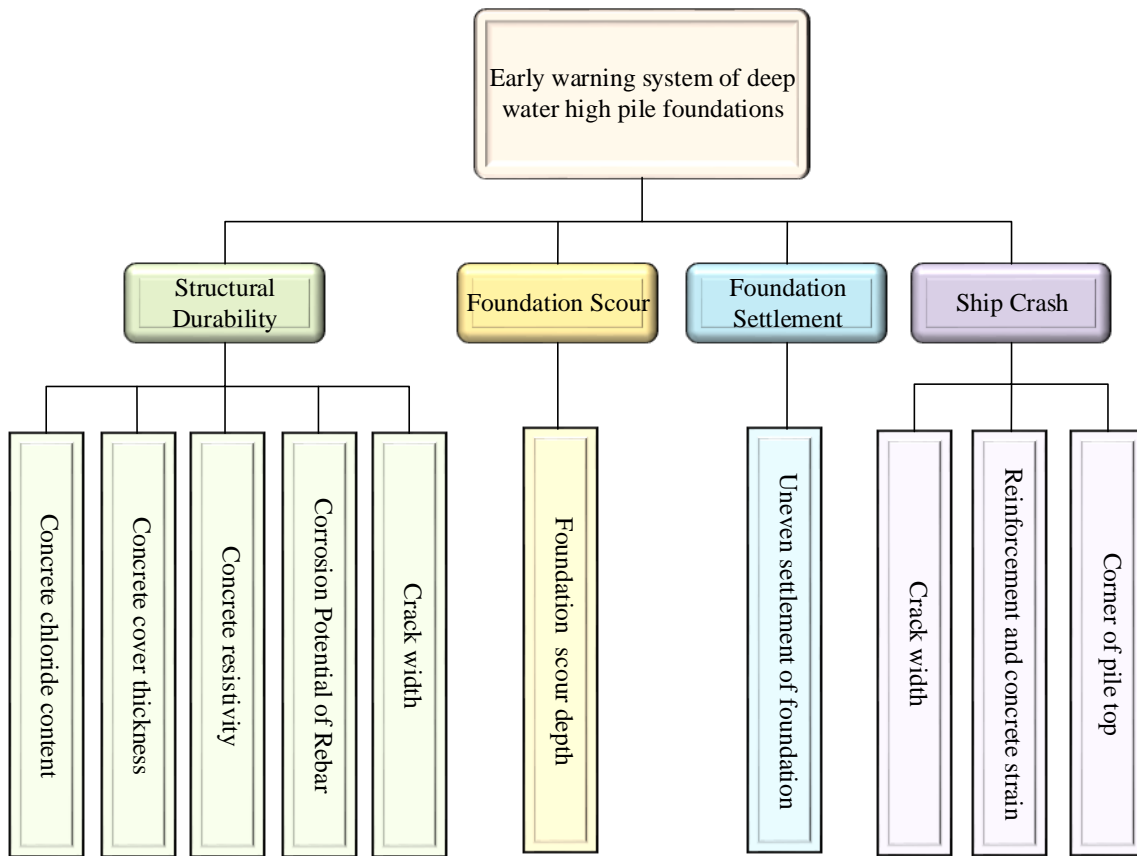 Early warning system of deep
water high pile foundations
Structural
Durability
Foundation Scour
Foundation
Settlement
Ship Crash
Concrete chloride content
Concrete cover thickness
Concrete resistivity
Corrosion Potential of Rebar
Crack width
Foundation scour depth
Uneven settlement of foundation
Crack width
Reinforcement and concrete strain
Corner of pile top